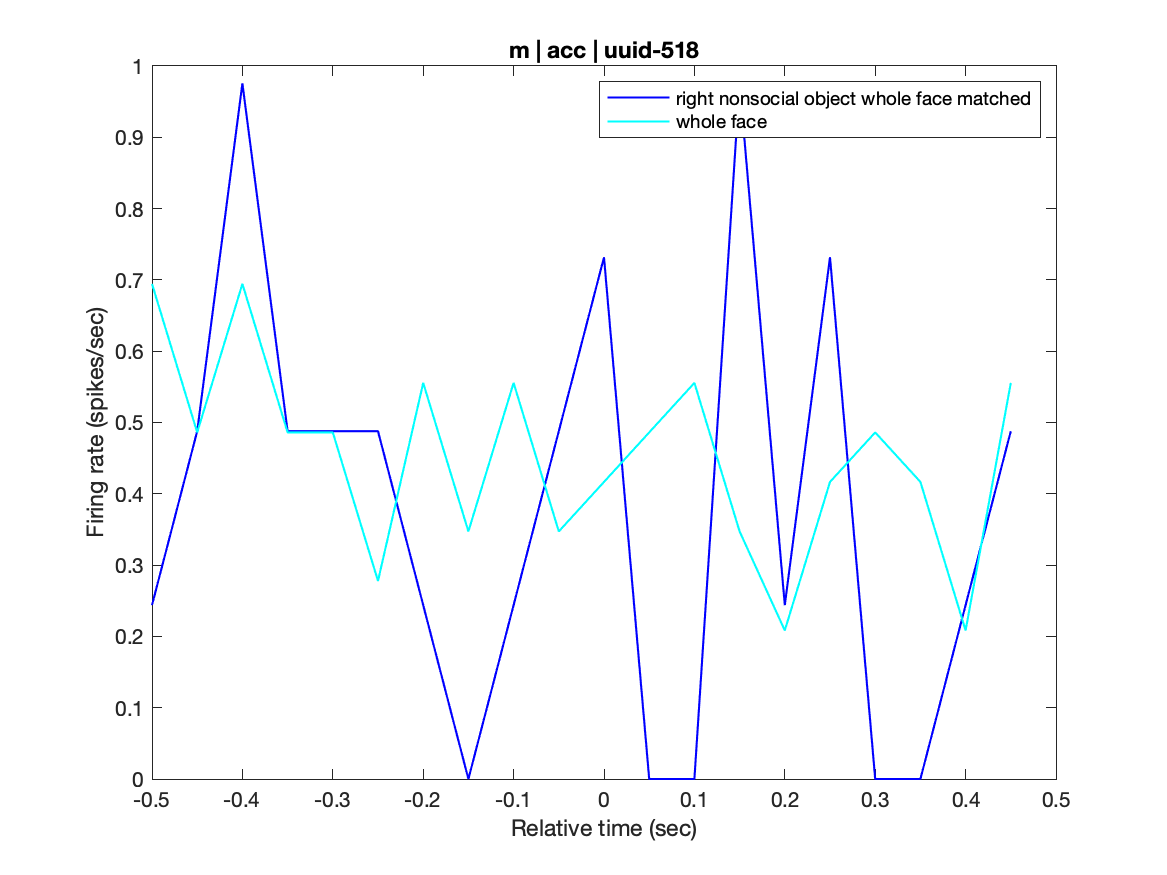 m | acc | uuid-518
right nonsocial object whole face matched
whole face
1
0.9
0.8
0.7
0.6
0.5
0.4
0.3
0.2
0.1
0
Firing rate (spikes/sec)
-0.5 -0.4 -0.3 -0.2 -0.1 0 0.1 0.2 0.3 0.4 0.5
Relative time (sec)